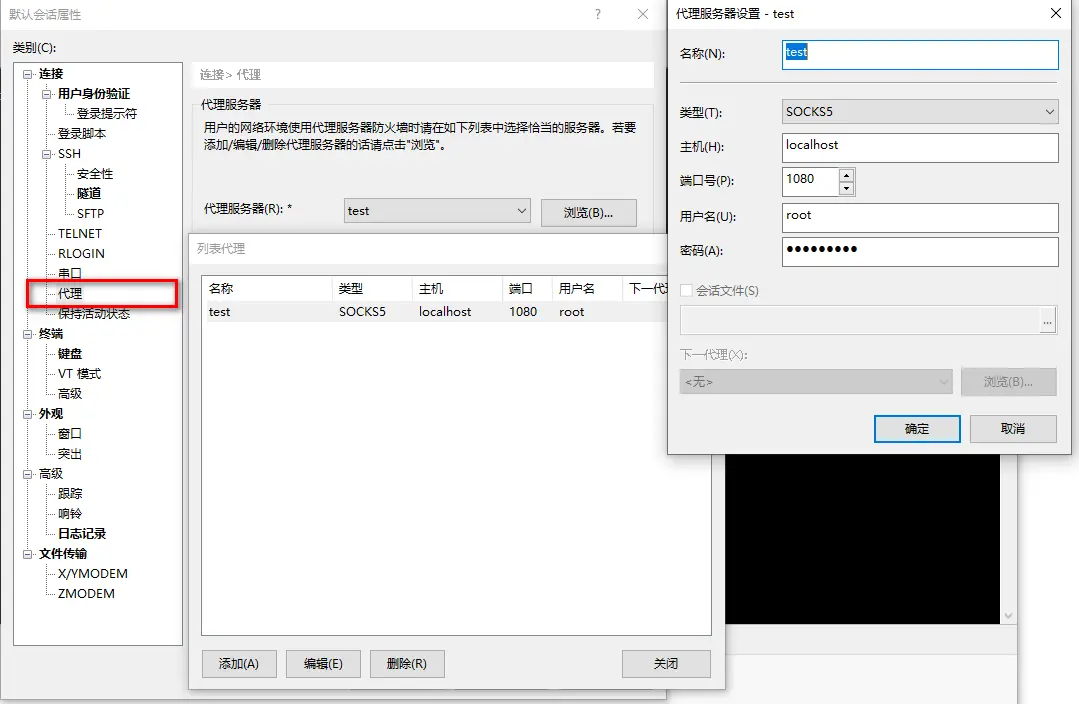 默认会话属性
?
类别(C):
连接
用户身份验证
登录提示符
登录脚本
SSH
安全性
隧道
SFTP
TELNET
RLOGIN
串口
代理
保持活动状态
终端
键盘
VT 模式
高级
外观
窗口
突出
高级
跟踪
响铃
日志记录
文件传输
X/YMODEM
ZMODEM
连接> 代理
代理服务器
用户的网络环境使用代理服务器防火墙时请在如下列表中选择恰当的服务器。若要
添加/编辑/删除代理服务器的话请点击"浏览"。
代理服务器(R): *
test
浏览(B)...
列表代理
名称 类型 主机 端口 用户名 下一代理
test SOCKS5 localhost 1080 root
添加(A)
编辑(E)
删除(R)
关闭
代理服务器设置 - test
名称(N):
test
类型(T):
SOCKS5
主机(H):
localhost
端口号(P):
1080
用户名(U):
root
密码(A):
●●●●●●●●●
会话文件(S)
...
下一代理(X):
<无>
浏览(B)...
确定
取消